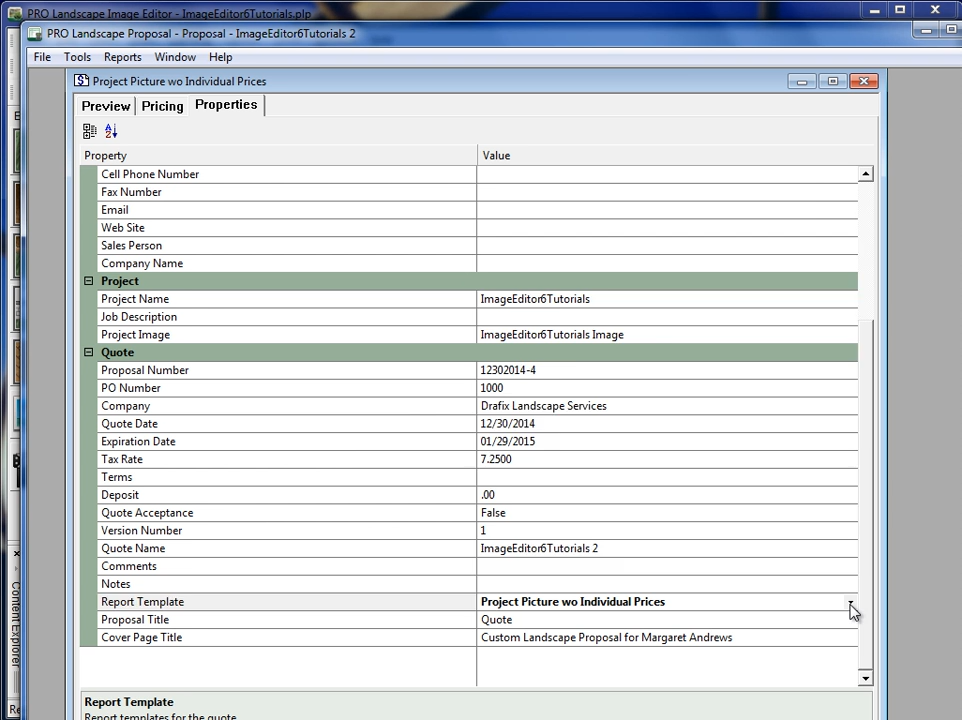 PRO Landscape Image Editor - ImageEditor6Tutorials.plp
PRO Landscape Proposal - Proposal - ImageEditor6Tutorials 2
File Tools Reports Window Help
Project Picture wo Individual Prices
Preview Pricing Properties
Property Value
Cell Phone Number
Fax Number
Email
Web Site
Sales Person
Company Name
Project
Project Name ImageEditor6Tutorials
Job Description
Project Image ImageEditor6Tutorials Image
Quote
Proposal Number 12302014-4
PO Number 1000
Company Drafix Landscape Services
Quote Date 12/30/2014
Expiration Date 01/29/2015
Tax Rate 7.2500
Terms
Deposit .00
Quote Acceptance False
Version Number 1
Quote Name ImageEditor6Tutorials 2
Comments
Notes
Report Template Project Picture wo Individual Prices
Proposal Title Quote
Cover Page Title Custom Landscape Proposal for Margaret Andrews
Report Template
Report templates for the quote
Content Explorer